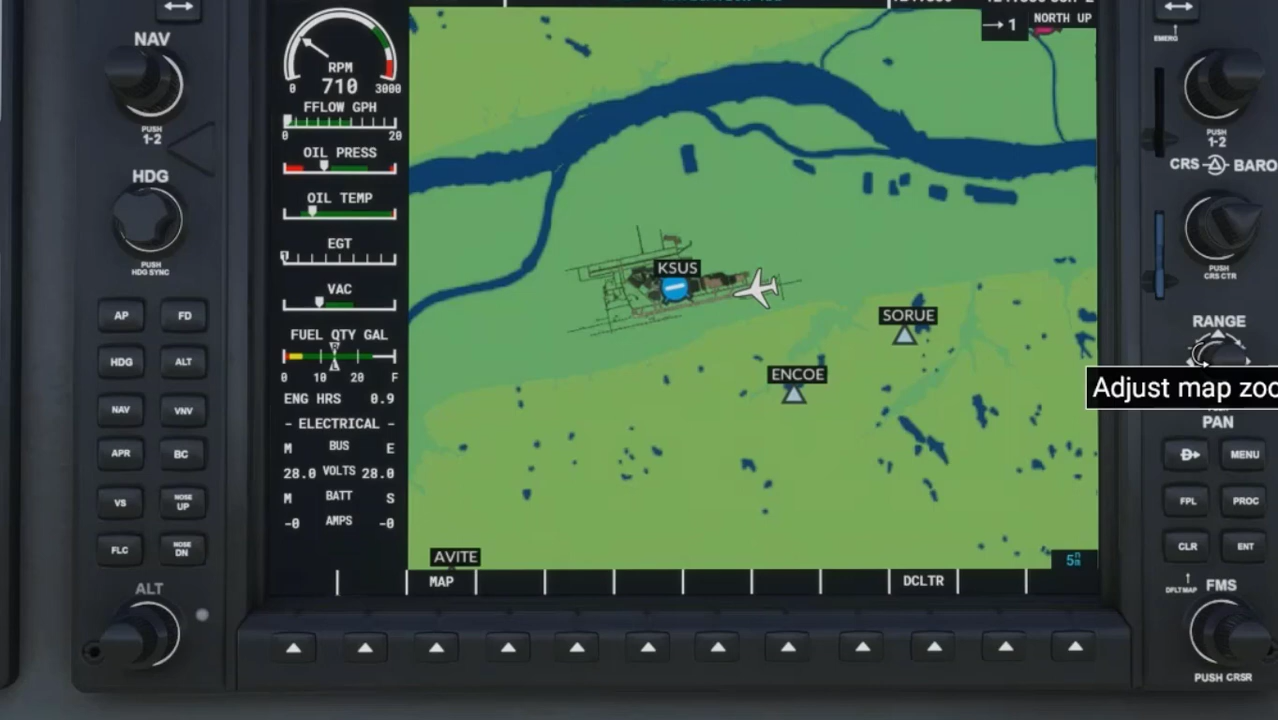 → 1
NORTH UP
NAV
PUSH
1-2
HDG
PUSH
HDG SYNC
AP
FD
HDG
ALT
NAV
VNV
APR
BC
VS
NOSE
UP
FLC
NOSE
DN
ALT
RPM
0 710 3000
FFLOW GPH
0 20
OIL PRESS
OIL TEMP
EGT
VAC
FUEL QTY GAL
R
L
0 10 20 F
ENG HRS 0.9
- ELECTRICAL -
M BUS E
28.0 VOLTS 28.0
M BATT S
-0 AMPS -0
KSUS
SORUE
ENCOE
AVITE
5nm
MAP
DCLTR
EMERG
PUSH
1-2
CRS BARO
PUSH
CRS CTR
RANGE
Adjust map zoo
PAN
D
MENU
FPL
PROC
CLR
ENT
DFLT MAP
FMS
PUSH CRSR